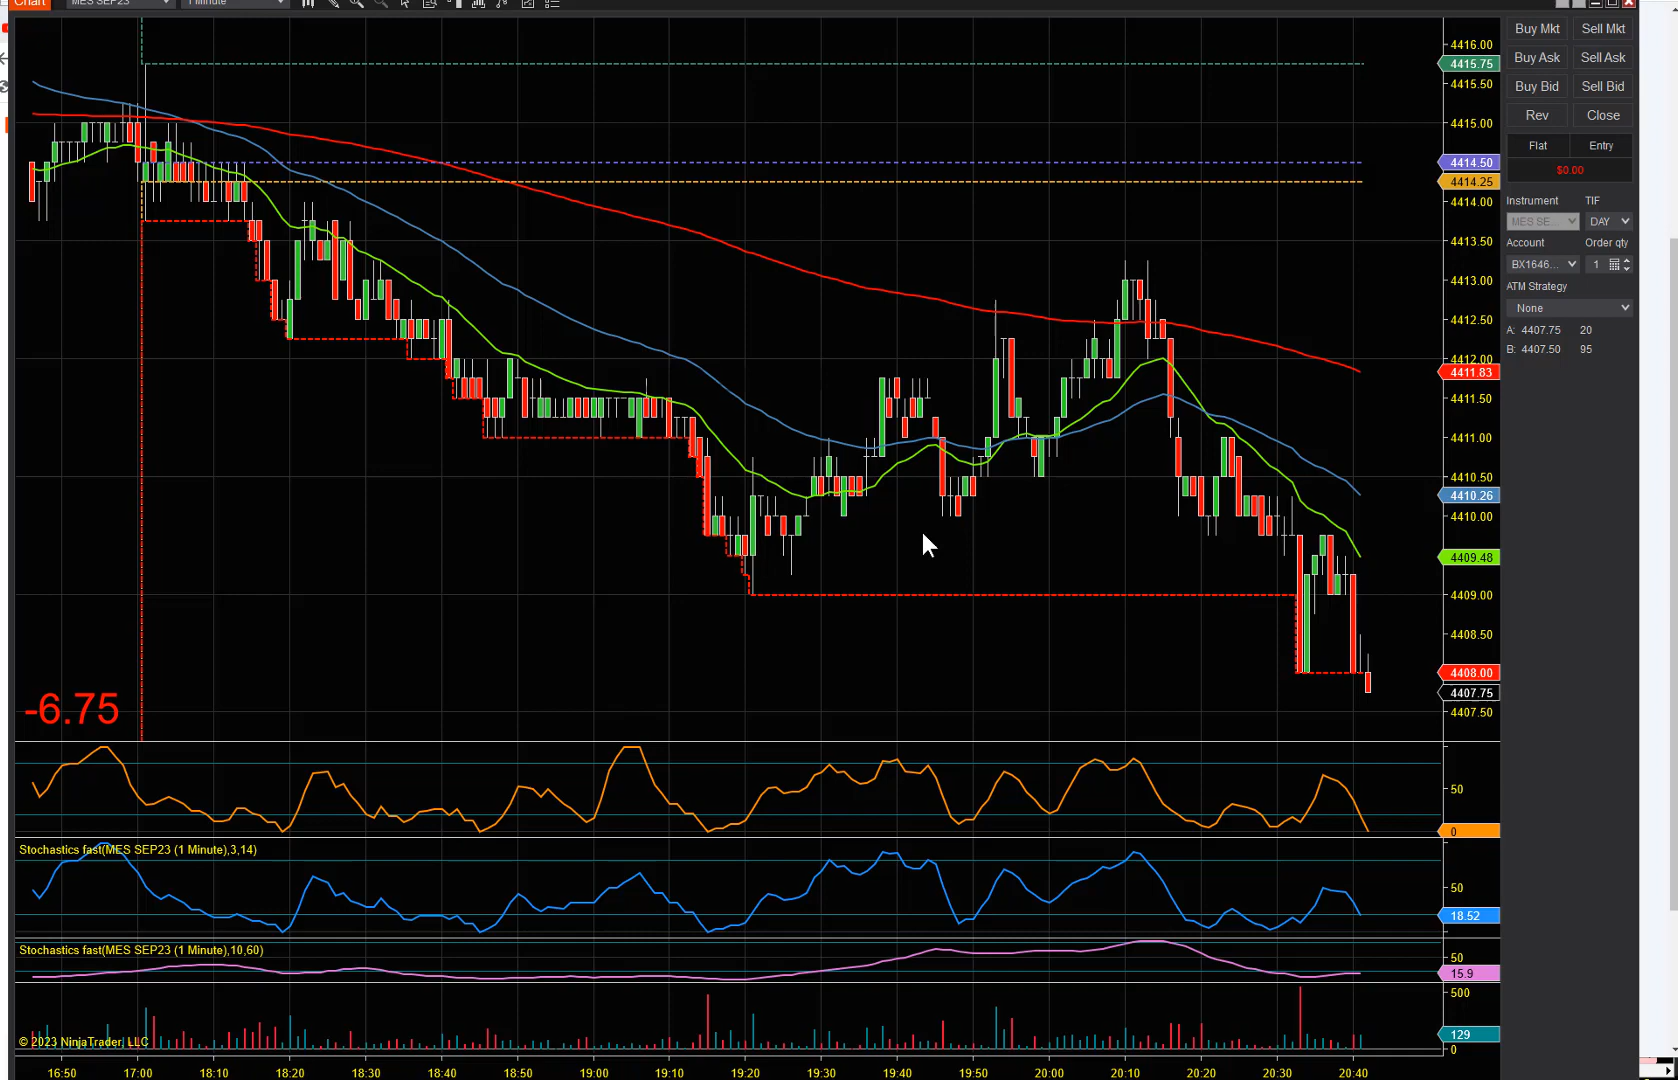 Chart MES SEP23 1 Minute
4416.00
4415.75
4415.50
4415.00
4414.50
4414.25
4414.00
4413.50
4413.00
4412.50
4412.00
4411.83
4411.50
4411.00
4410.50
4410.26
4410.00
4409.48
4409.00
4408.50
4408.00
4407.75
4407.50
-6.75
50
0
Stochastics fast(MES SEP23 (1 Minute),3,14)
50
18.52
Stochastics fast(MES SEP23 (1 Minute),10,60)
50
15.9
500
129
0
© 2023 NinjaTrader, LLC
16:50 17:00 18:10 18:20 18:30 18:40 18:50 19:00 19:10 19:20 19:30 19:40 19:50 20:00 20:10 20:20 20:30 20:40
Buy Mkt Sell Mkt
Buy Ask Sell Ask
Buy Bid Sell Bid
Rev Close
Flat Entry
$0.00
Instrument TIF
MES SE... DAY
Account Order qty
BX1646... 1
ATM Strategy
None
A: 4407.75 20
B: 4407.50 95